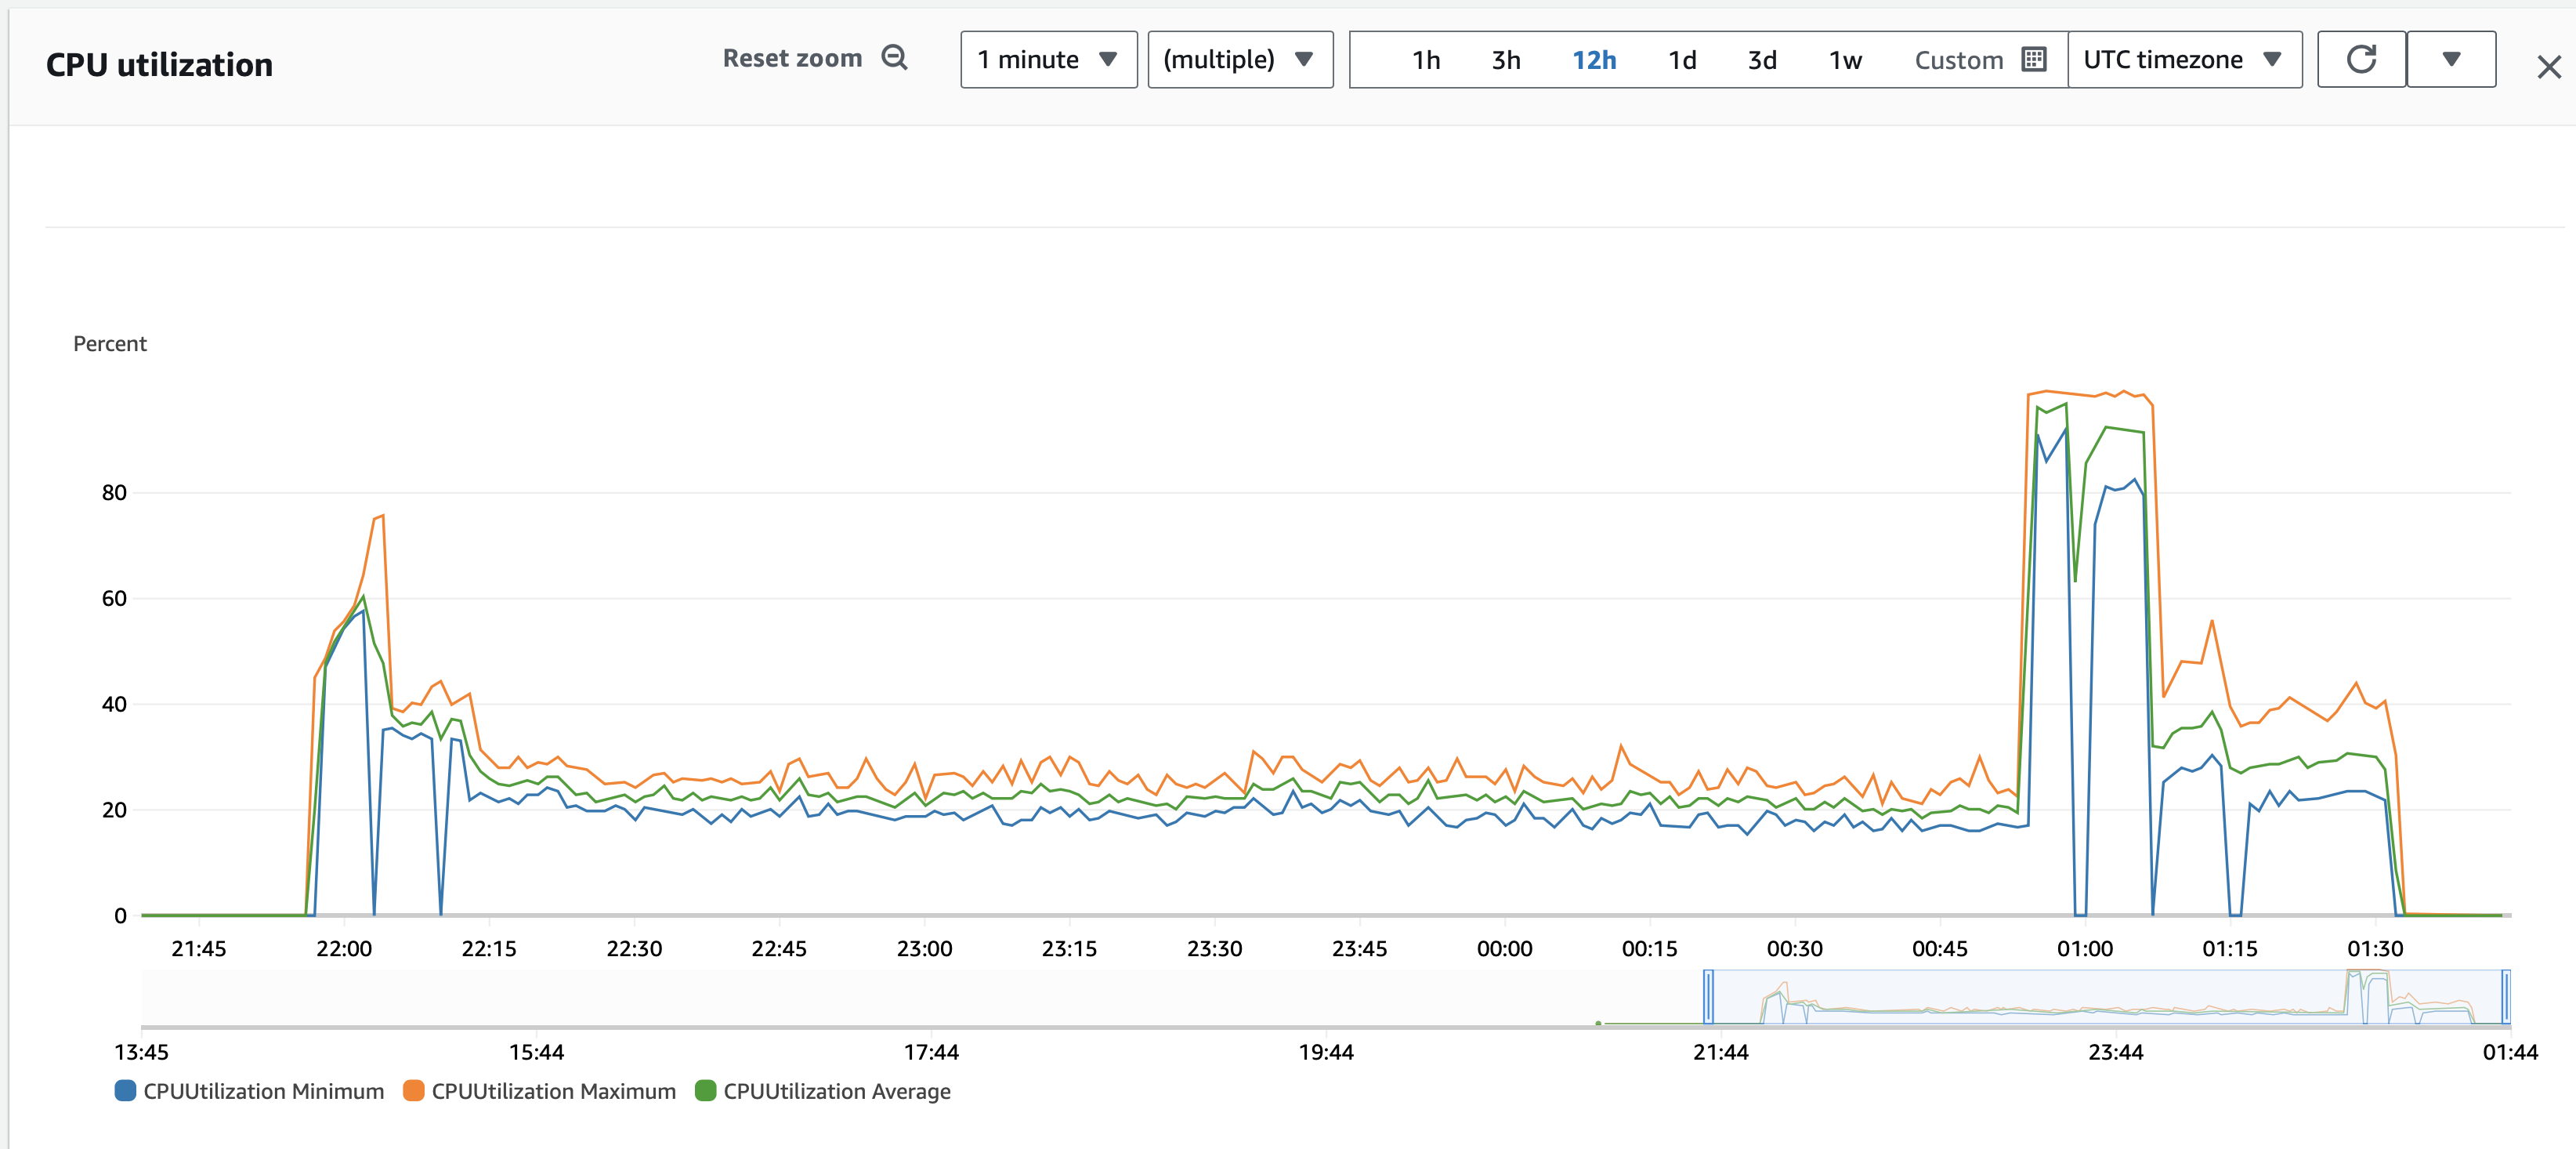 CPU utilization
Reset zoom
1 minute
(multiple)
1h 3h 12h 1d 3d 1w Custom
UTC timezone
Percent
80
60
40
20
0
21:45 22:00 22:15 22:30 22:45 23:00 23:15 23:30 23:45 00:00 00:15 00:30 00:45 01:00 01:15 01:30
13:45 15:44 17:44 19:44 21:44 23:44 01:44
CPUUtilization Minimum CPUUtilization Maximum CPUUtilization Average